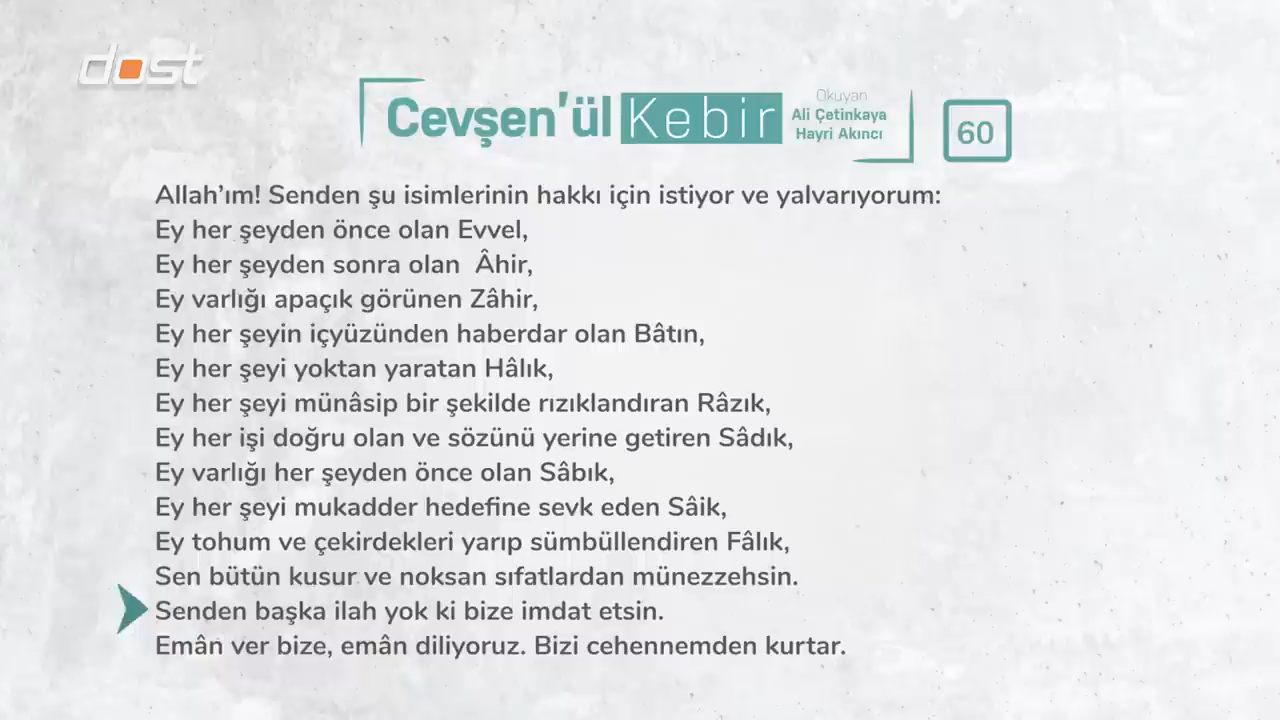 dost
Cevşen'ül Kebir
Okuyan
Ali Çetinkaya
Hayri Akıncı
60
Allah'ım! Senden şu isimlerinin hakkı için istiyor ve yalvarıyorum:
Ey her şeyden önce olan Evvel,
Ey her şeyden sonra olan  Âhir,
Ey varlığı apaçık görünen Zâhir,
Ey her şeyin içyüzünden haberdar olan Bâtın,
Ey her şeyi yoktan yaratan Hâlık,
Ey her şeyi münâsip bir şekilde rızıklandıran Râzık,
Ey her işi doğru olan ve sözünü yerine getiren Sâdık,
Ey varlığı her şeyden önce olan Sâbık,
Ey her şeyi mukadder hedefine sevk eden Sâik,
Ey tohum ve çekirdekleri yarıp sümbüllendiren Fâlık,
Sen bütün kusur ve noksan sıfatlardan münezzehsin.
Senden başka ilah yok ki bize imdat etsin.
Emân ver bize, emân diliyoruz. Bizi cehennemden kurtar.